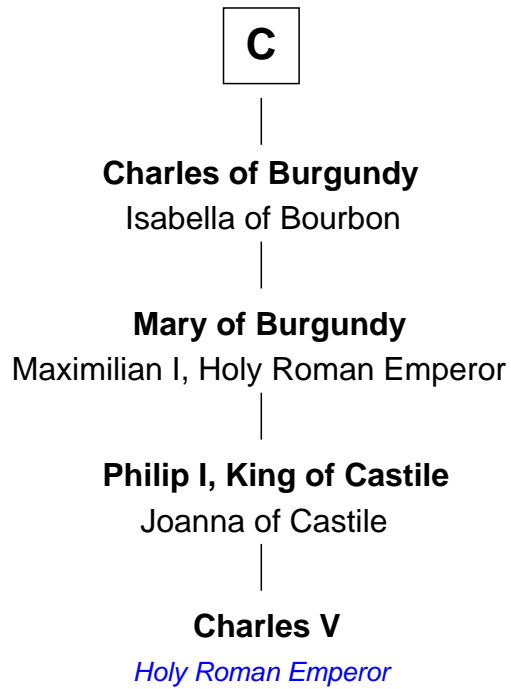 C
Charles of Burgundy
Isabella of Bourbon
Mary of Burgundy
Maximilian I, Holy Roman Emperor
Philip I, King of Castile
Joanna of Castile
Charles V
Holy Roman Emperor